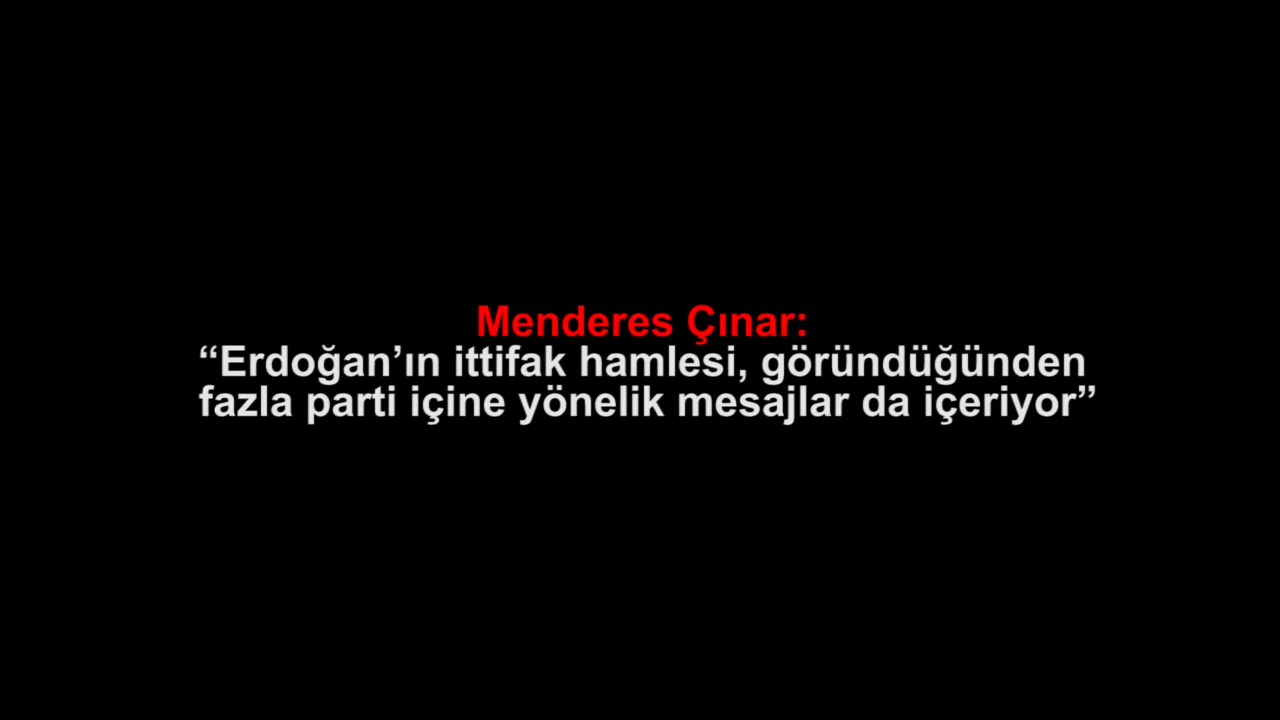 Menderes Çınar:
“Erdoğan’ın ittifak hamlesi, göründüğünden
fazla parti içine yönelik mesajlar da içeriyor”